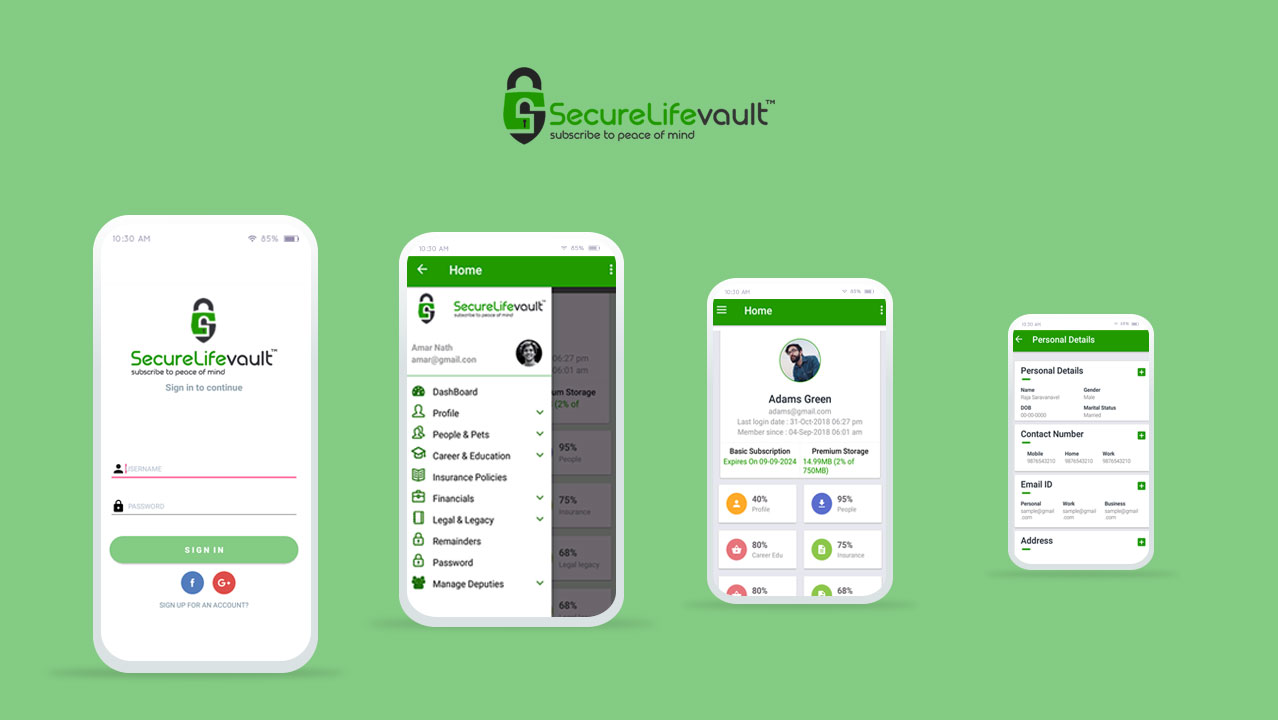 SecureLifevault™
subscribe to peace of mind
10:30 AM
85%
SecureLifevault™
subscribe to peace of mind
Sign in to continue
USERNAME
PASSWORD
SIGN IN
f
G+
SIGN UP FOR AN ACCOUNT?
10:30 AM
85%
Home
SecureLifevault™
subscribe to peace of mind
Amar Nath
amar@gmail.con
06:27 pm
06:01 am
DashBoard
um Storage
Profile
(2% of
People & Pets
Career & Education
95%
People
Insurance Policies
Financials
75%
Insurance
Legal & Legacy
Remainders
68%
Password
Legal legacy
Manage Deputies
68%
10:30 AM
85%
Home
Adams Green
adams@gmail.com
Last login date : 31-Oct-2018 06:27 pm
Member since : 04-Sep-2018 06:01 am
Basic Subscription
Expires On 09-09-2024
Premium Storage
14.99MB (2% of
750MB)
40%
Profile
95%
People
80%
Career Edu
75%
Insurance
80%
68%
10:30 AM
Personal Details
Personal Details
Name
Gender
Raja Saravanavel
Male
DOB
Marital Status
00-00-0000
Married
Contact Number
Mobile
Home
Work
9876543210
9876543210
9876543210
Email ID
Personal
Work
Business
sample@gmail
.com
sample@gmail
.com
sample@gmail
.com
Address